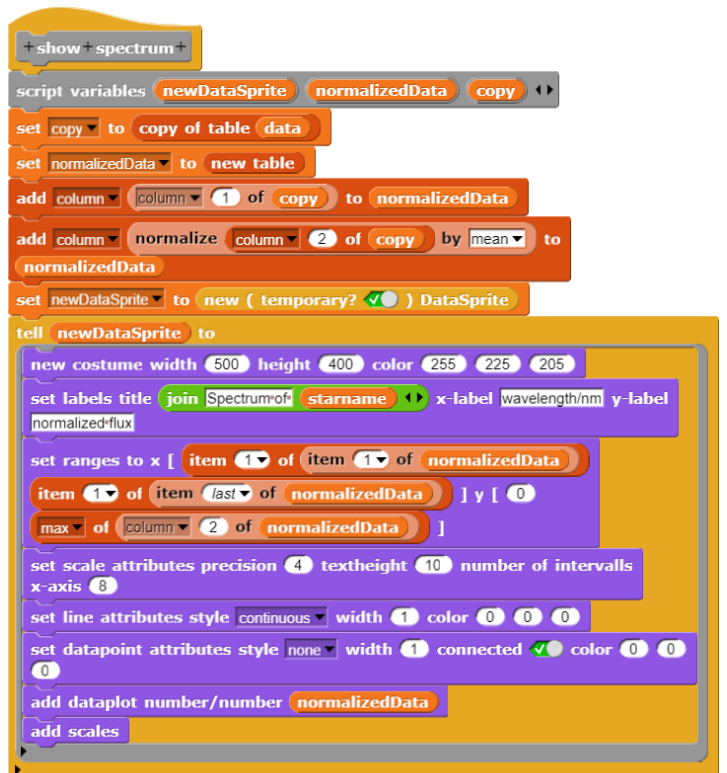 +show+spectrum+
script variables newDataSprite normalizedData copy
set copy to copy of table data
set normalizedData to new table
add column column 1 of copy to normalizedData
add column normalize column 2 of copy by mean to
normalizedData
set newDataSprite to new ( temporary? ) DataSprite
tell newDataSprite to
new costume width 500 height 400 color 255 225 205
set labels title join Spectrum of starname x-label wavelength/nm y-label
normalized flux
set ranges to x [ item 1 of item 1 of normalizedData
item 1 of item last of normalizedData ] y [ 0
max of column 2 of normalizedData ]
set scale attributes precision 4 textheight 10 number of intervalls
x-axis 8
set line attributes style continuous width 1 color 0 0 0
set datapoint attributes style none width 1 connected color 0 0
0
add dataplot number/number normalizedData
add scales